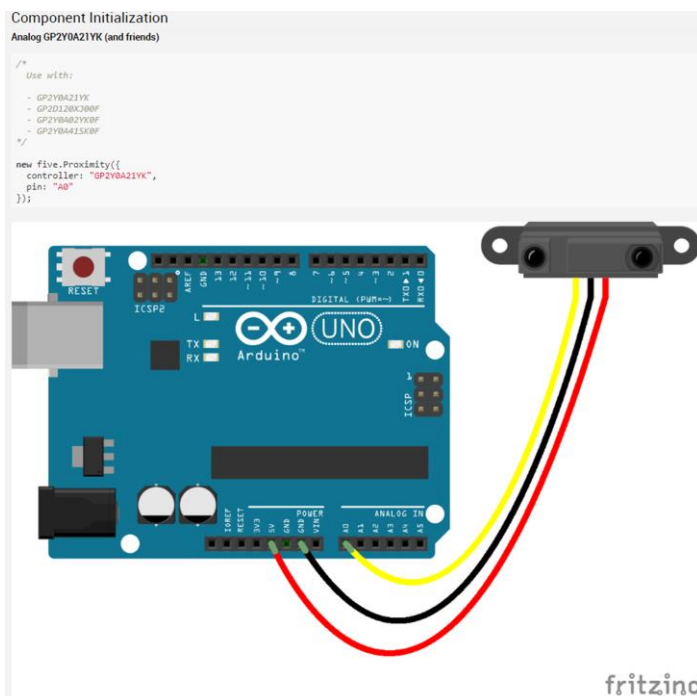 Component Initialization
Analog GP2Y0A21YK (and friends)
/*
Use with:
- GP2Y0A21YK
- GP2D120XJ00F
- GP2Y0A02YK0F
- GP2Y0A41SK0F
*/
new five.Proximity({
controller: "GP2Y0A21YK",
pin: "A0"
});
RESET
ICSP2
AREF
GND
13
12
~11
~10
~9
8
7
~6
~5
4
~3
2
TX0▶1
RX0◀0
DIGITAL (PWM=~)
L
TX
RX
UNO
ON
Arduino™
1
ICSP
IOREF
RESET
3V3
5V
GND
GND
VIN
POWER
ANALOG IN
A0
A1
A2
A3
A4
A5
fritzing